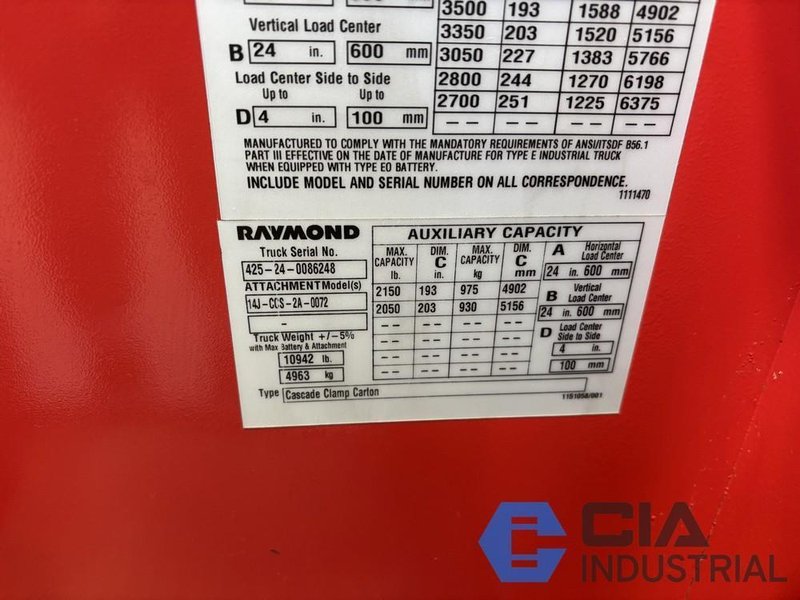 3500 193 1588 4902
Vertical Load Center
3350 203 1520 5156
B 24 in. 600 mm
3050 227 1383 5766
Load Center Side to Side
2800 244 1270 6198
Up to Up to
2700 251 1225 6375
D 4 in. 100 mm
-- -- -- --
MANUFACTURED TO COMPLY WITH THE MANDATORY REQUIREMENTS OF ANSI/ITSDF B56.1
PART III EFFECTIVE ON THE DATE OF MANUFACTURE FOR TYPE E INDUSTRIAL TRUCK
WHEN EQUIPPED WITH TYPE EO BATTERY.
INCLUDE MODEL AND SERIAL NUMBER ON ALL CORRESPONDENCE.
1111470
RAYMOND
Truck Serial No.
425-24-0086248
ATTACHMENT Model(s)
14J-CCS-2A-0072
-
Truck Weight +/-5%
with Max Battery & Attachment
10942 lb.
4963 kg
AUXILIARY CAPACITY
MAX. CAPACITY lb. DIM. C in. MAX. CAPACITY kg DIM. C mm
2150 193 975 4902
2050 203 930 5156
-- -- -- --
-- -- -- --
-- -- -- --
-- -- -- --
A Horizontal Load Center
24 in. 600 mm
B Vertical Load Center
24 in. 600 mm
D Load Center Side to Side
4 in.
100 mm
Type Cascade Clamp Carton
1151058/001
CIA
INDUSTRIAL